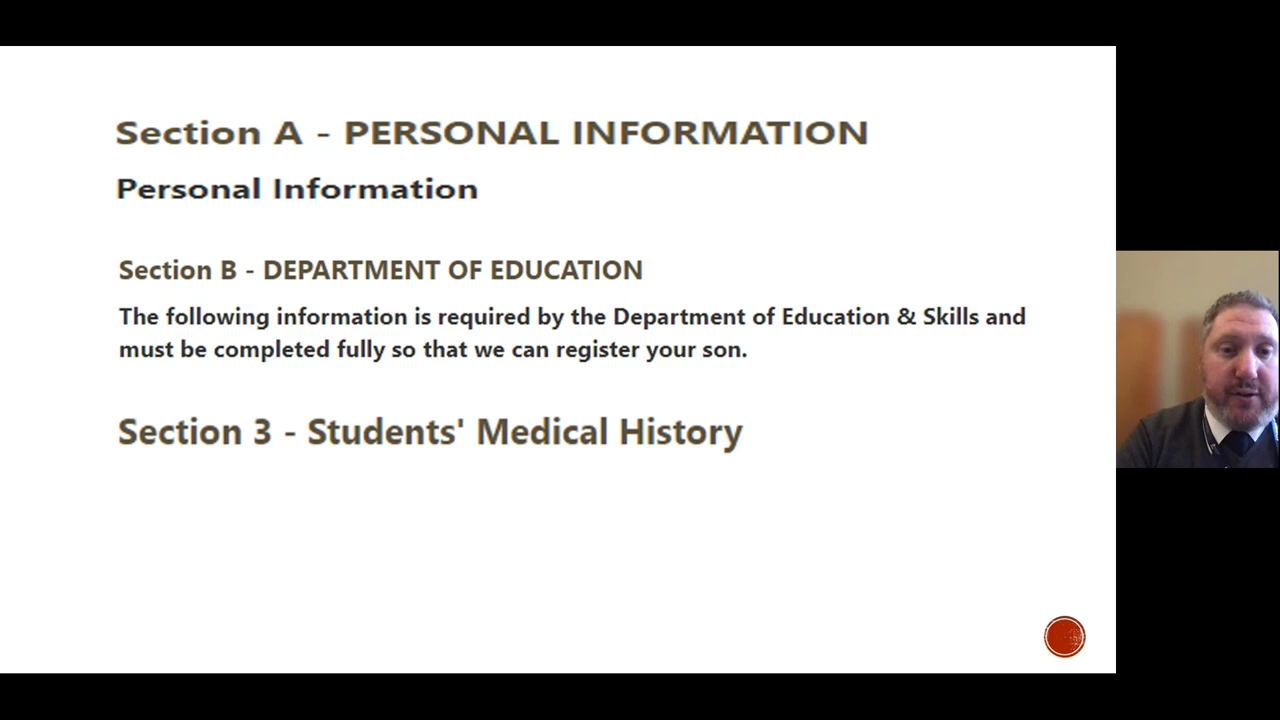 Section A - PERSONAL INFORMATION
Personal Information
Section B - DEPARTMENT OF EDUCATION
The following information is required by the Department of Education & Skills and
must be completed fully so that we can register your son.
Section 3 - Students' Medical History